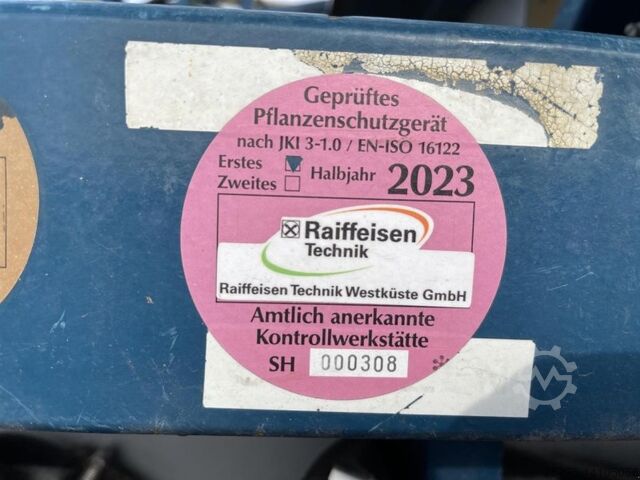 Geprüftes
Pflanzenschutzgerät
nach JKI 3-1.0 / EN-ISO 16122
Erstes Halbjahr 2023
Zweites
Raiffeisen
Technik
Raiffeisen Technik Westküste GmbH
Amtlich anerkannte
Kontrollwerkstätte
SH 000308